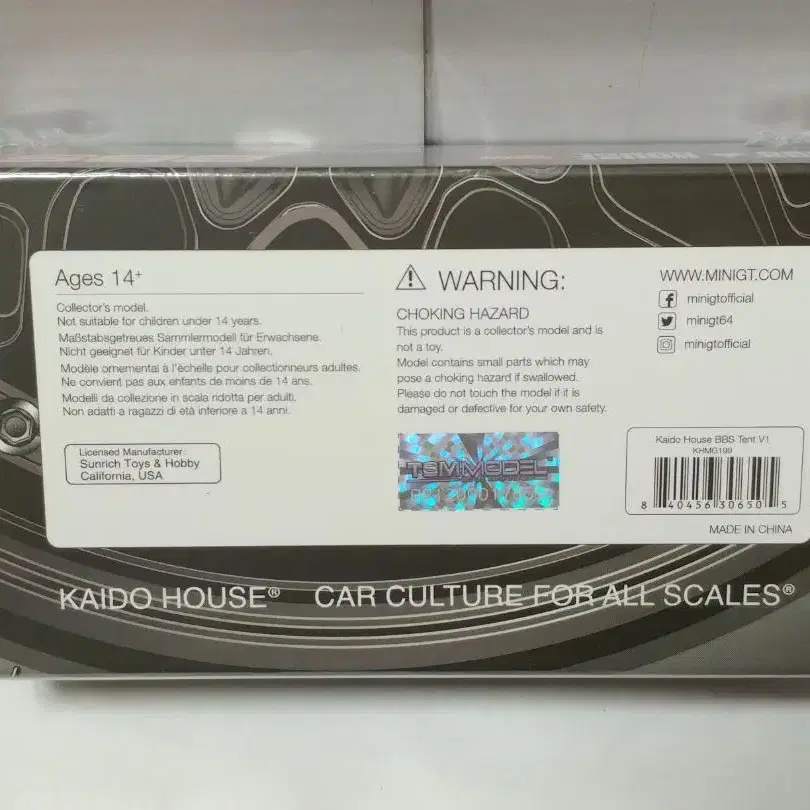 HOUSE
Ages 14+
Collector's model.
Not suitable for children under 14 years.
Maßstabsgetreues Sammlermodell für Erwachsene.
Nicht geeignet für Kinder unter 14 Jahren.
Modèle ornemental à l'échelle pour collectionneurs adultes.
Ne convient pas aux enfants de moins de 14 ans.
Modelli da collezione in scala ridotta per adulti.
Non adatti a ragazzi di età inferiore a 14 anni.
Licensed Manufacturer:
Sunrich Toys & Hobby
California, USA
WARNING:
CHOKING HAZARD
This product is a collector's model and is
not a toy.
Model contains small parts which may
pose a choking hazard if swallowed.
Please do not touch the model if it is
damaged or defective for your own safety.
TSMMODEL
WWW.MINIGT.COM
minigtofficial
minigt64
minigtofficial
Kaido House BBS Tent V1
KHMG199
8 40456 30650 5
MADE IN CHINA
KAIDO HOUSE® CAR CULTURE FOR ALL SCALES®